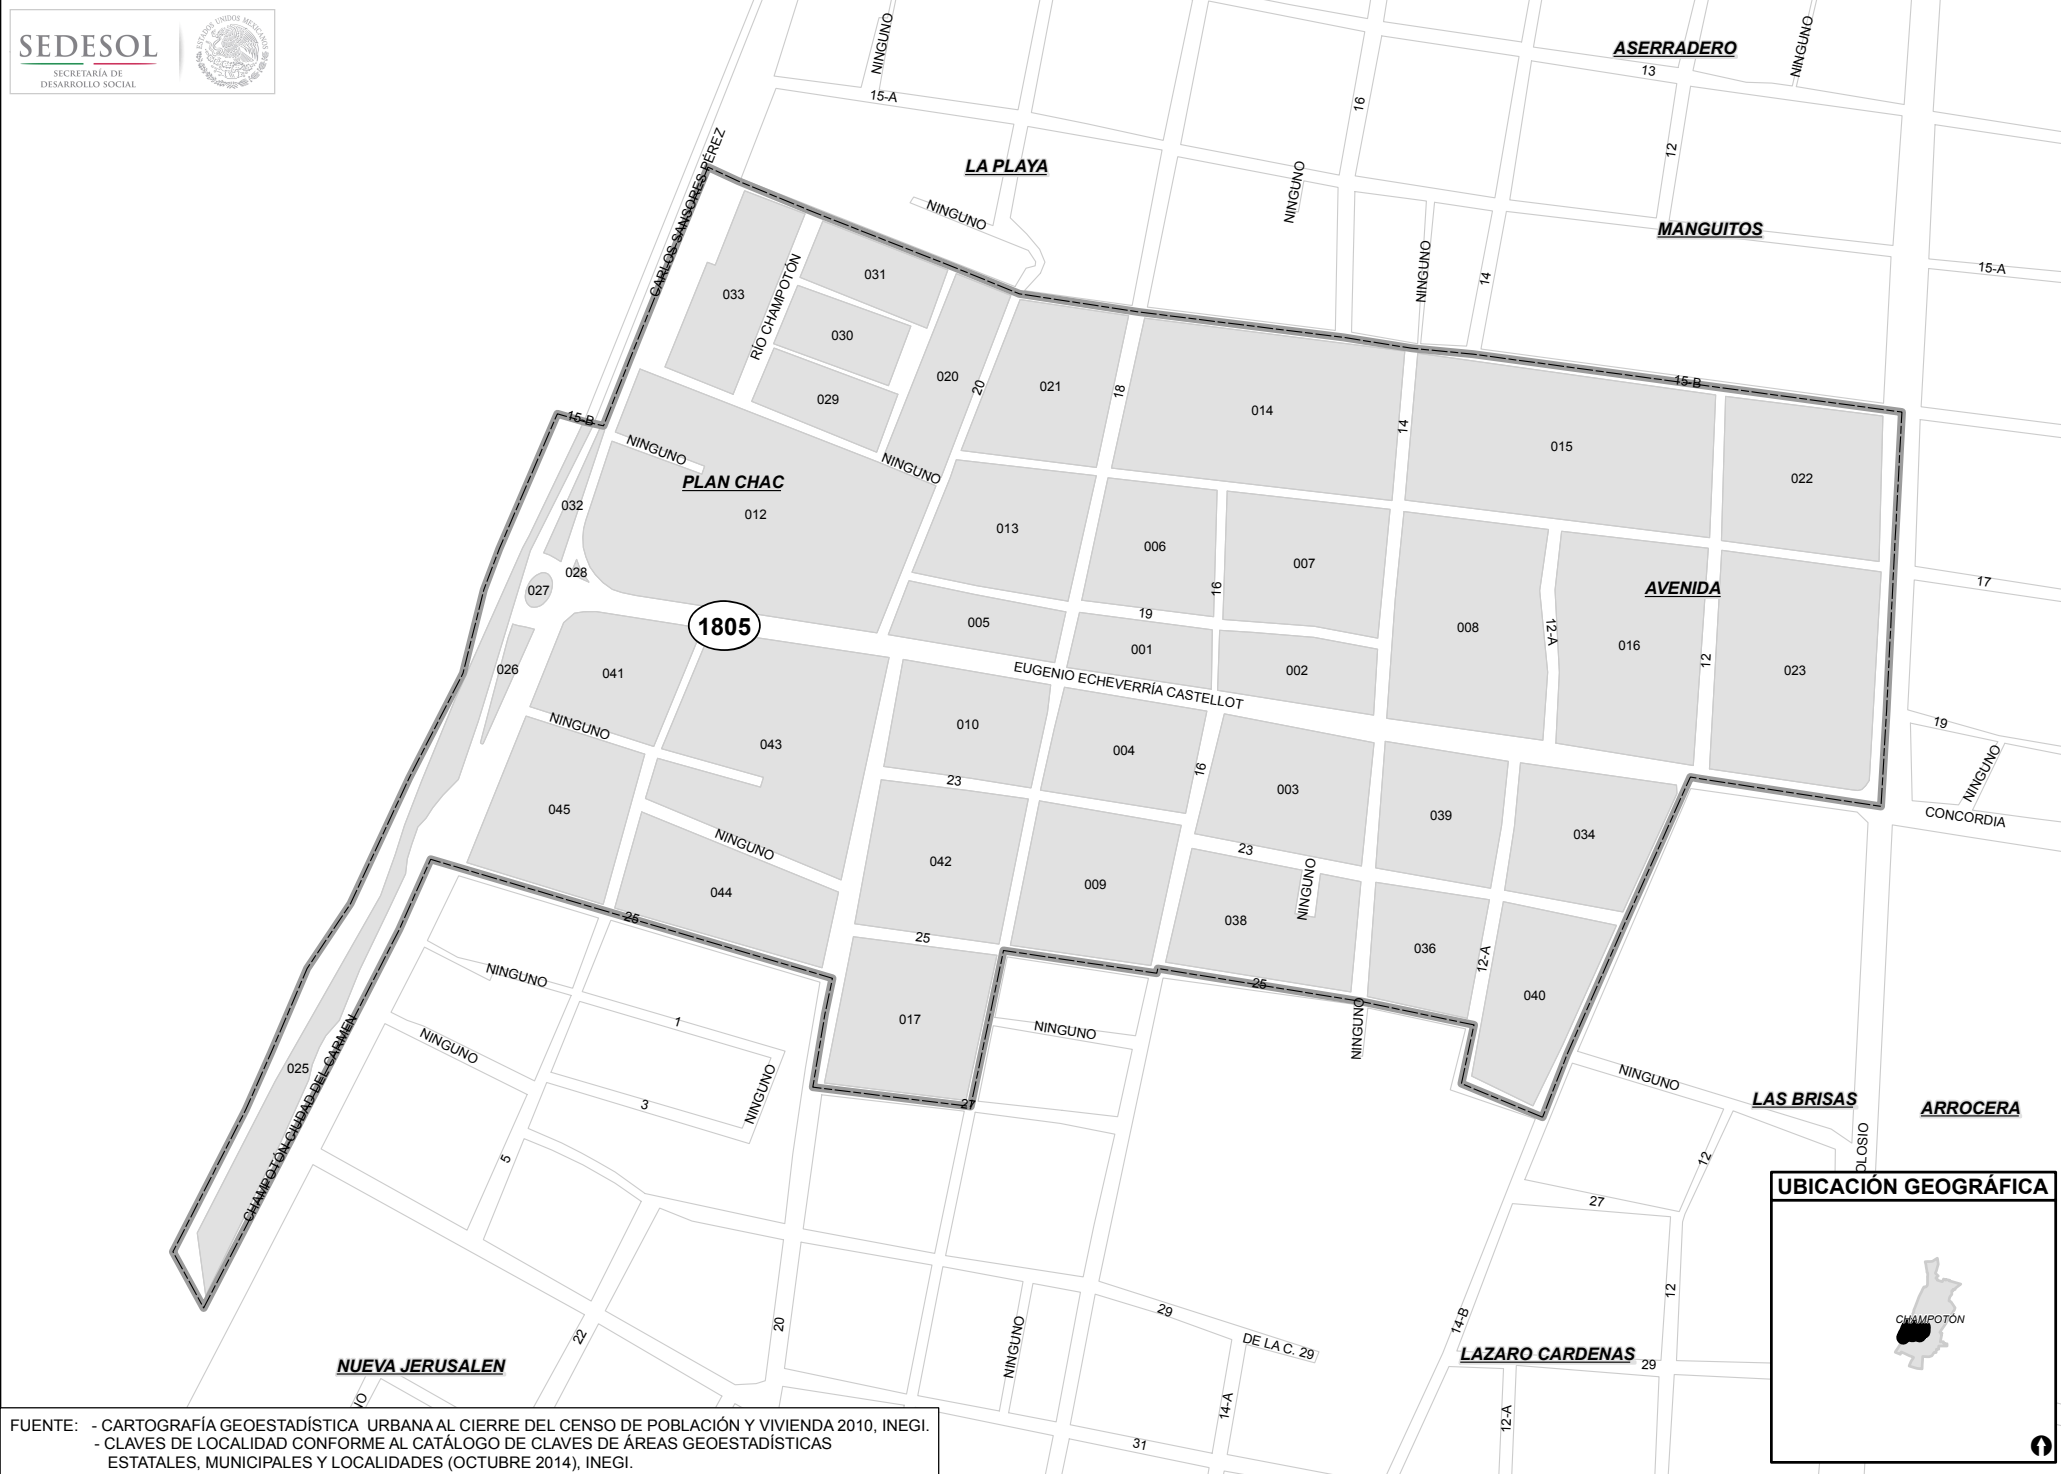 SEDESOL
SECRETARÍA DE
DESARROLLO SOCIAL
ESTADOS UNIDOS MEXICANOS
NINGUNO
ASERRADERO
NINGUNO
13
15-A
16
12
CARLOS SANSORES PÉREZ
LA PLAYA
NINGUNO
NINGUNO
MANGUITOS
NINGUNO
14
15-A
031
033
RÍO CHAMPOTÓN
030
020
20
021
18
029
014
14
15-B
015
022
15-B
NINGUNO
NINGUNO
PLAN CHAC
012
032
013
006
007
028
027
16
19
AVENIDA
17
1805
005
001
002
008
12-A
016
12
023
026
041
EUGENIO ECHEVERRÍA CASTELLOT
NINGUNO
043
010
004
16
19
NINGUNO
23
003
039
034
CONCORDIA
045
NINGUNO
042
009
23
NINGUNO
044
25
25
038
036
12-A
25
NINGUNO
040
NINGUNO
1
017
NINGUNO
NINGUNO
NINGUNO
025
CHAMPOTÓN-CIUDAD DEL CARMEN
3
NINGUNO
27
NINGUNO
LAS BRISAS
ARROCERA
OLOSIO
5
12
27
22
20
NINGUNO
29
DE LA C. 29
14-B
12
LAZARO CARDENAS
29
NUEVA JERUSALEN
NO
14-A
12-A
31
UBICACIÓN GEOGRÁFICA
CHAMPOTÓN
FUENTE: - CARTOGRAFÍA GEOESTADÍSTICA URBANA AL CIERRE DEL CENSO DE POBLACIÓN Y VIVIENDA 2010, INEGI.
- CLAVES DE LOCALIDAD CONFORME AL CATÁLOGO DE CLAVES DE ÁREAS GEOESTADÍSTICAS
ESTATALES, MUNICIPALES Y LOCALIDADES (OCTUBRE 2014), INEGI.